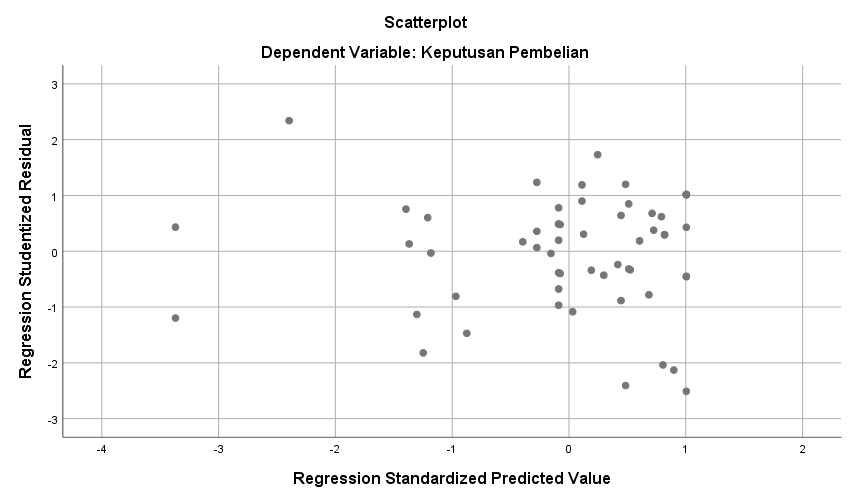 Scatterplot
Dependent Variable: Keputusan Pembelian
Regression Studentized Residual
3
2
1
0
-1
-2
-3
-4 -3 -2 -1 0 1 2
Regression Standardized Predicted Value